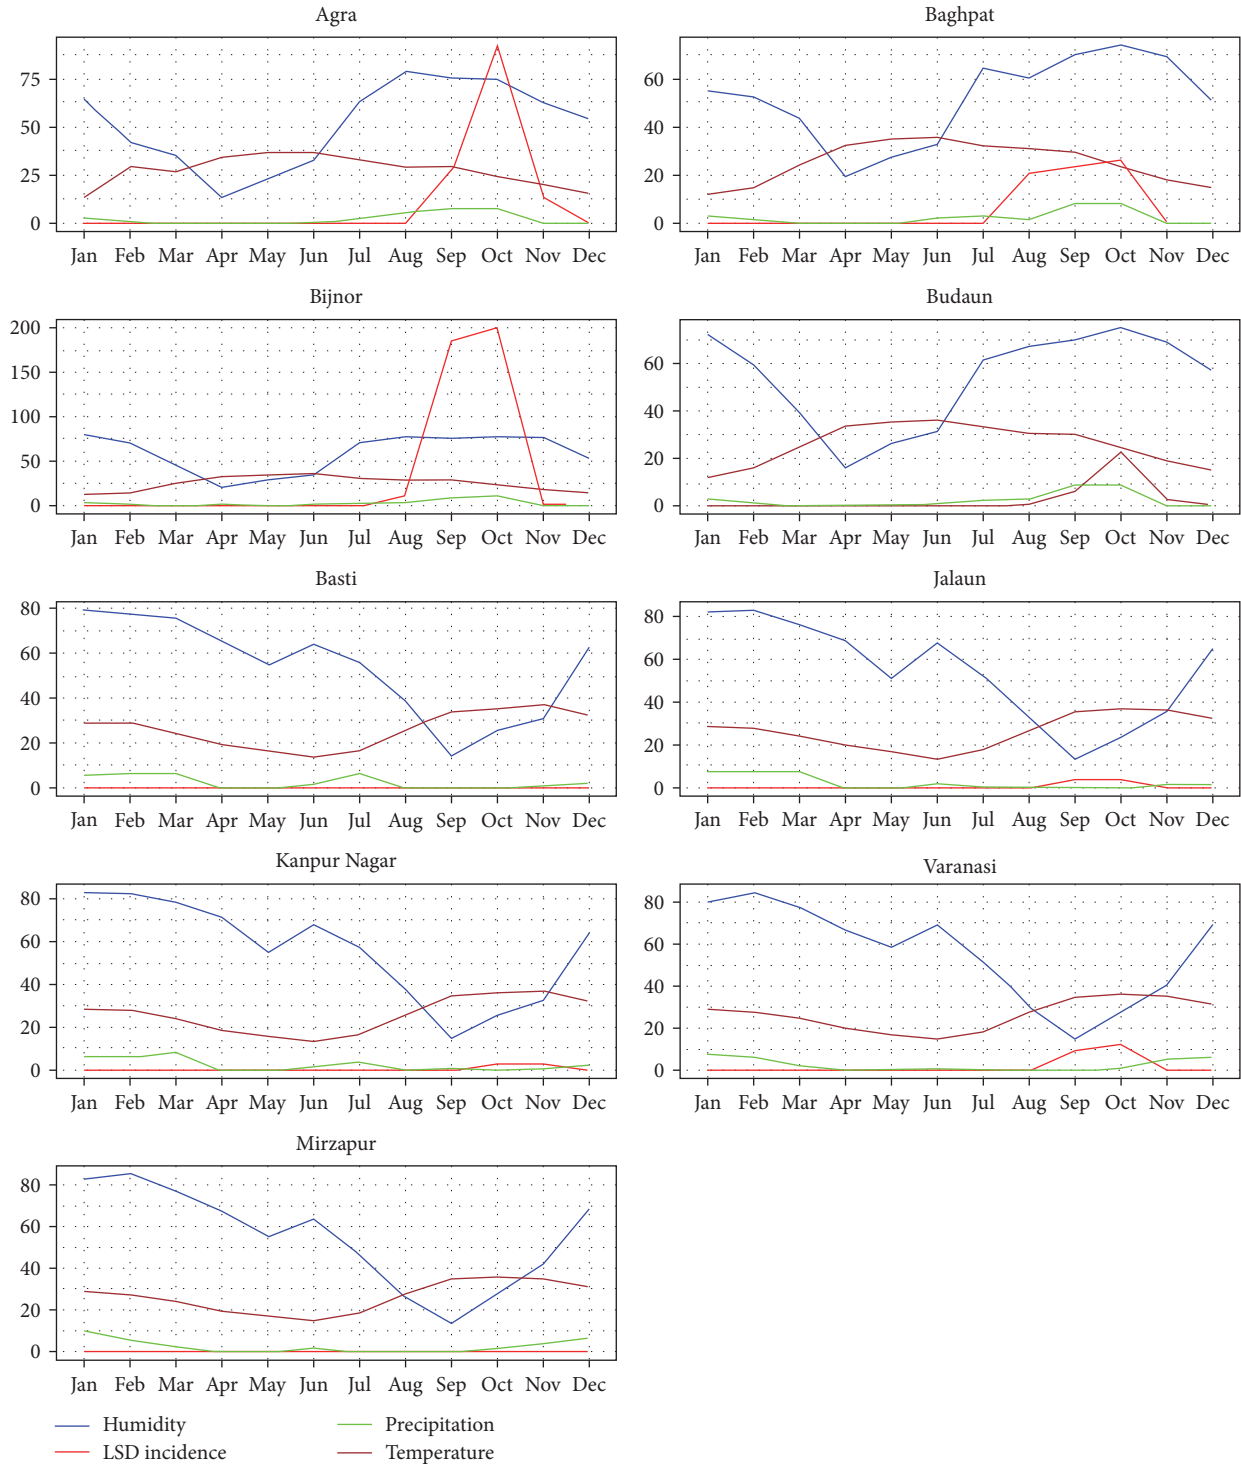 Agra
75
50
25
0
Jan Feb Mar Apr May Jun Jul Aug Sep Oct Nov Dec
Baghpat
60
40
20
0
Jan Feb Mar Apr May Jun Jul Aug Sep Oct Nov Dec
Bijnor
200
150
100
50
0
Jan Feb Mar Apr May Jun Jul Aug Sep Oct Nov Dec
Budaun
60
40
20
0
Jan Feb Mar Apr May Jun Jul Aug Sep Oct Nov Dec
Basti
80
60
40
20
0
Jan Feb Mar Apr May Jun Jul Aug Sep Oct Nov Dec
Jalaun
80
60
40
20
0
Jan Feb Mar Apr May Jun Jul Aug Sep Oct Nov Dec
Kanpur Nagar
80
60
40
20
0
Jan Feb Mar Apr May Jun Jul Aug Sep Oct Nov Dec
Varanasi
80
60
40
20
0
Jan Feb Mar Apr May Jun Jul Aug Sep Oct Nov Dec
Mirzapur
80
60
40
20
0
Jan Feb Mar Apr May Jun Jul Aug Sep Oct Nov Dec
Humidity
LSD incidence
Precipitation
Temperature